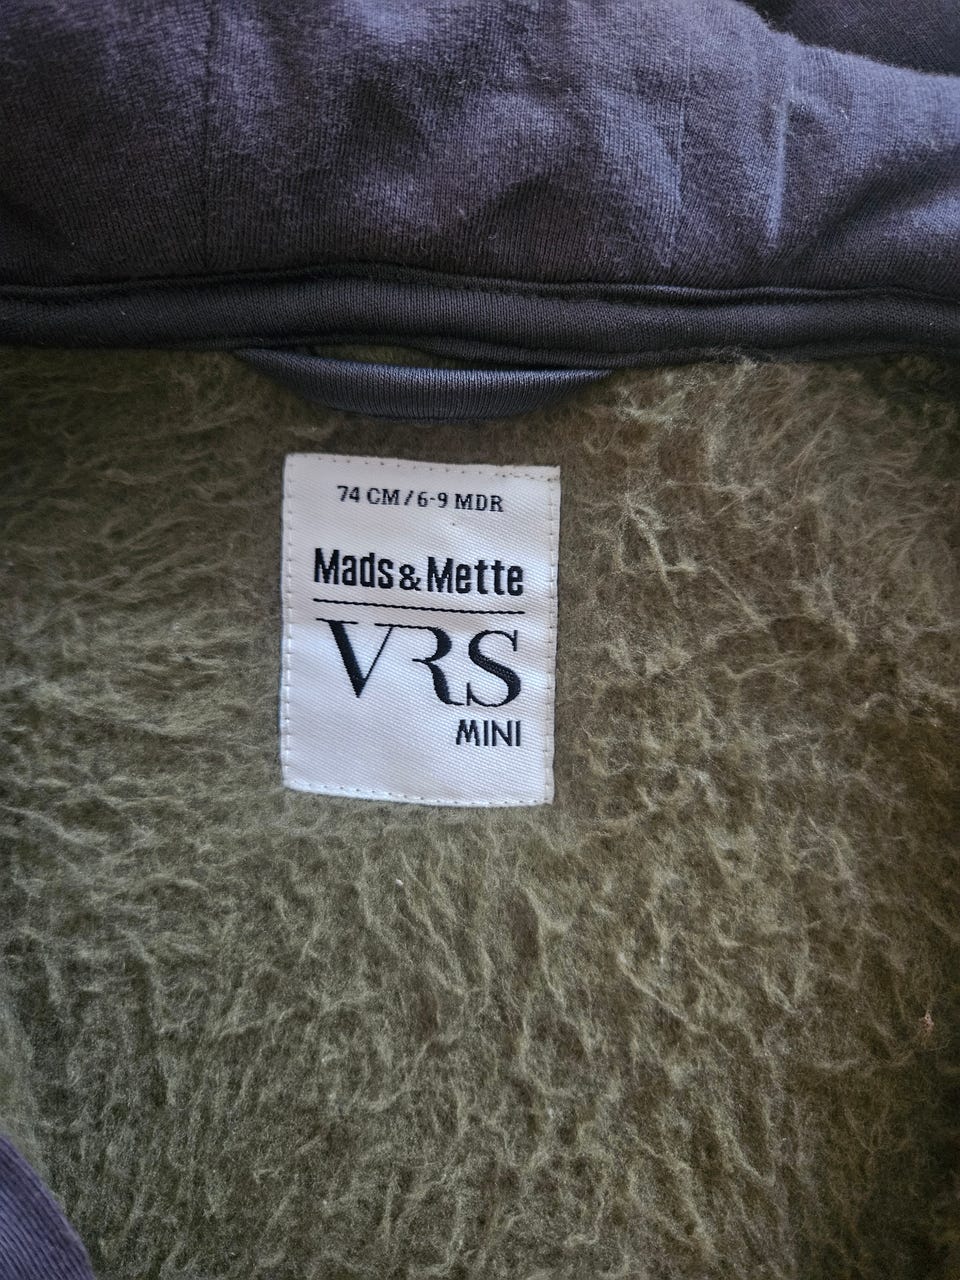 74 CM / 6-9 MDR
Mads & Mette
VRS
MINI